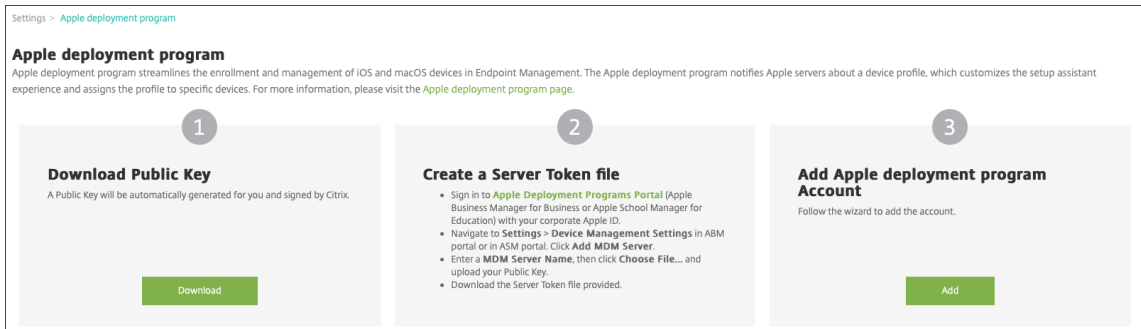 Settings > Apple deployment program
Apple deployment program
Apple deployment program streamlines the enrollment and management of iOS and macOS devices in Endpoint Management. The Apple deployment program notifies Apple servers about a device profile, which customizes the setup assistant
experience and assigns the profile to specific devices. For more information, please visit the Apple deployment program page.
1
Download Public Key
A Public Key will be automatically generated for you and signed by Citrix.
Download
2
Create a Server Token file
• Sign in to Apple Deployment Programs Portal (Apple
Business Manager for Business or Apple School Manager for
Education) with your corporate Apple ID.
• Navigate to Settings > Device Management Settings in ABM
portal or in ASM portal. Click Add MDM Server.
• Enter a MDM Server Name, then click Choose File... and
upload your Public Key.
• Download the Server Token file provided.
3
Add Apple deployment program
Account
Follow the wizard to add the account.
Add